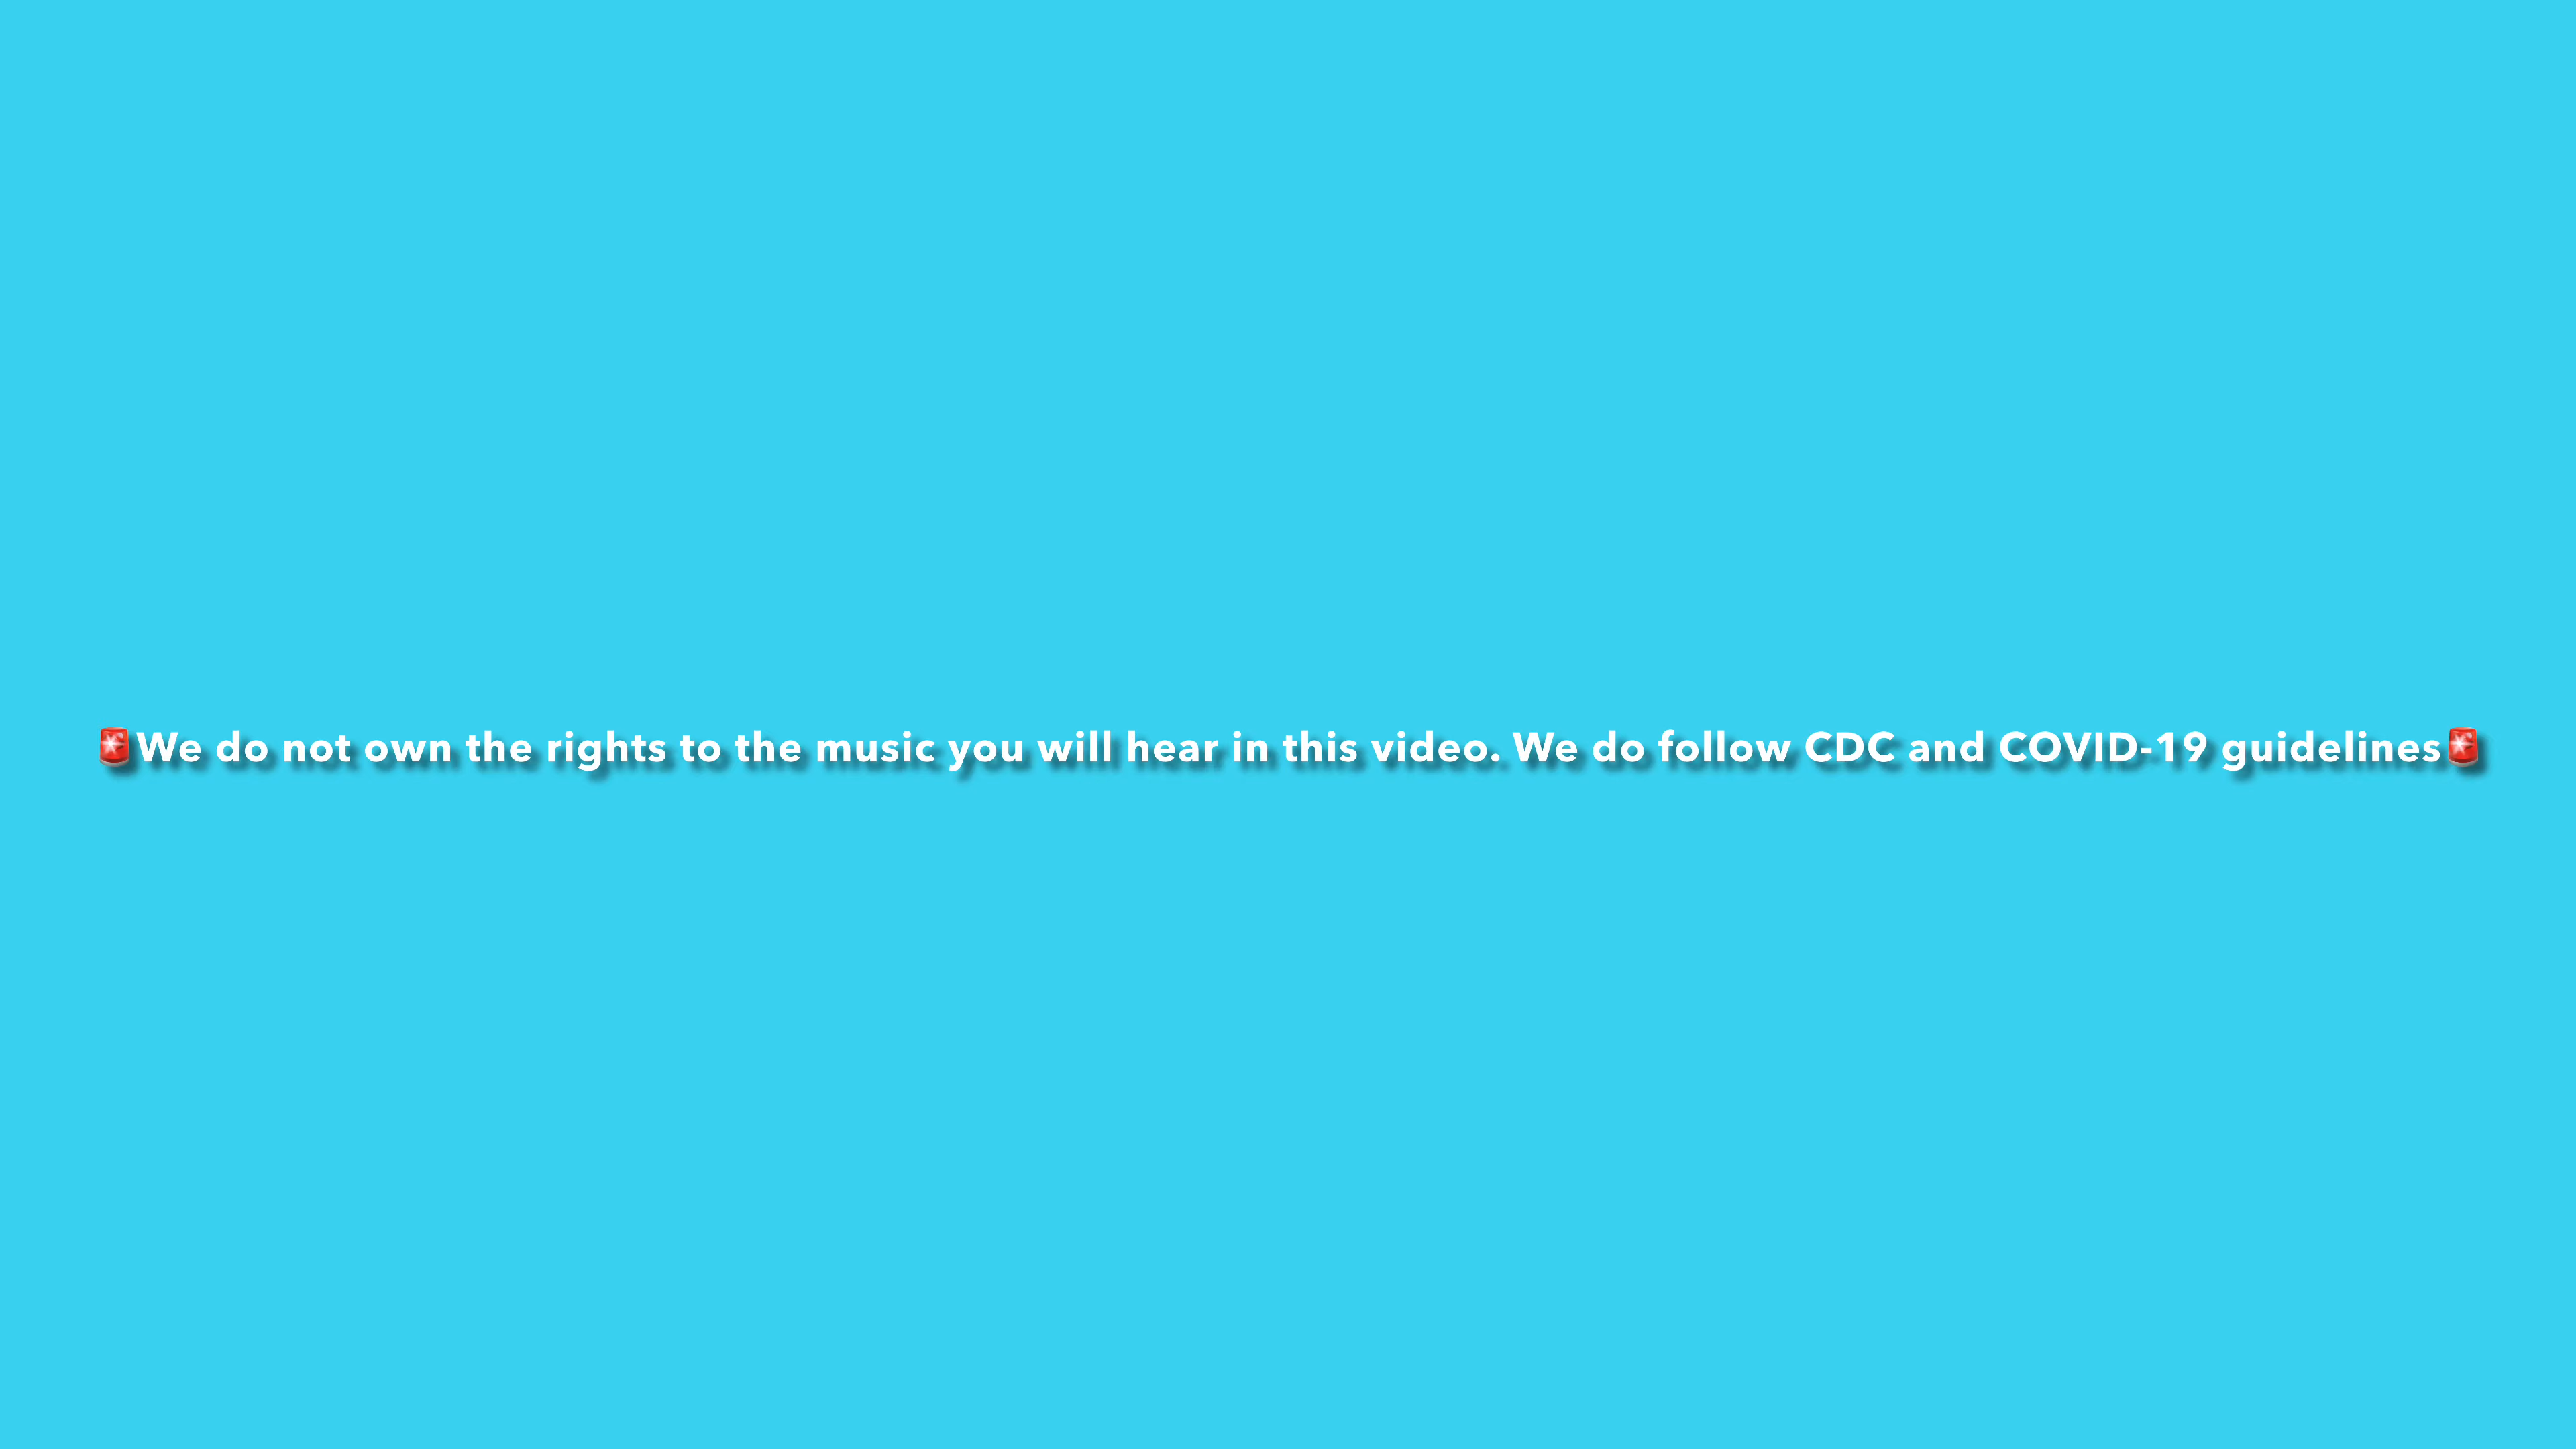 🚨We do not own the rights to the music you will hear in this video. We do follow CDC and COVID-19 guidelines🚨